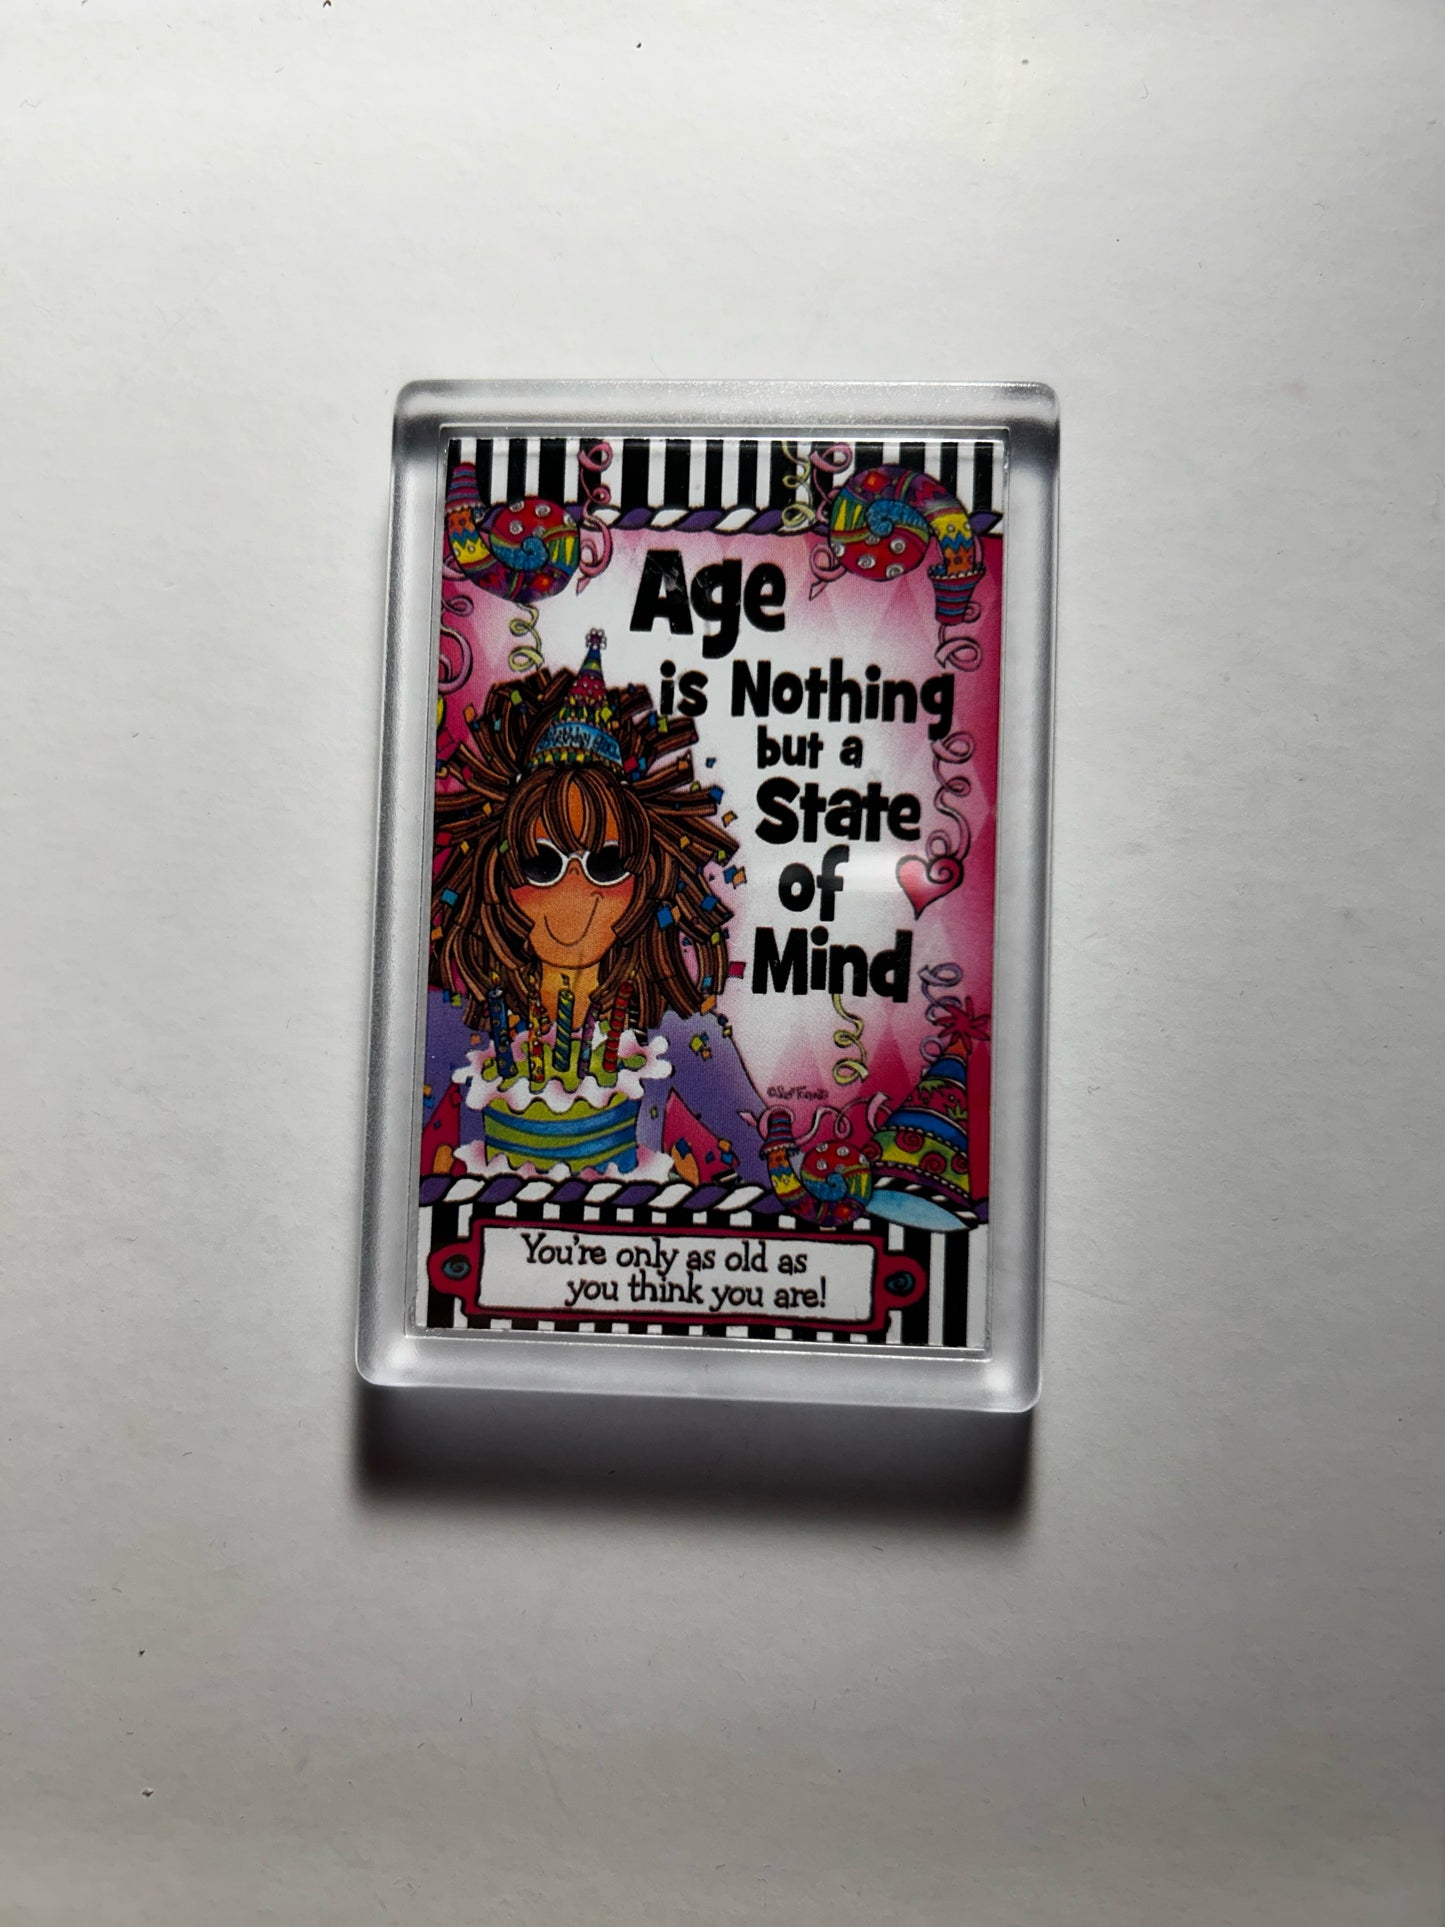 Age
is Nothing
but a
State
of
Mind
You're only as old as
you think you are!